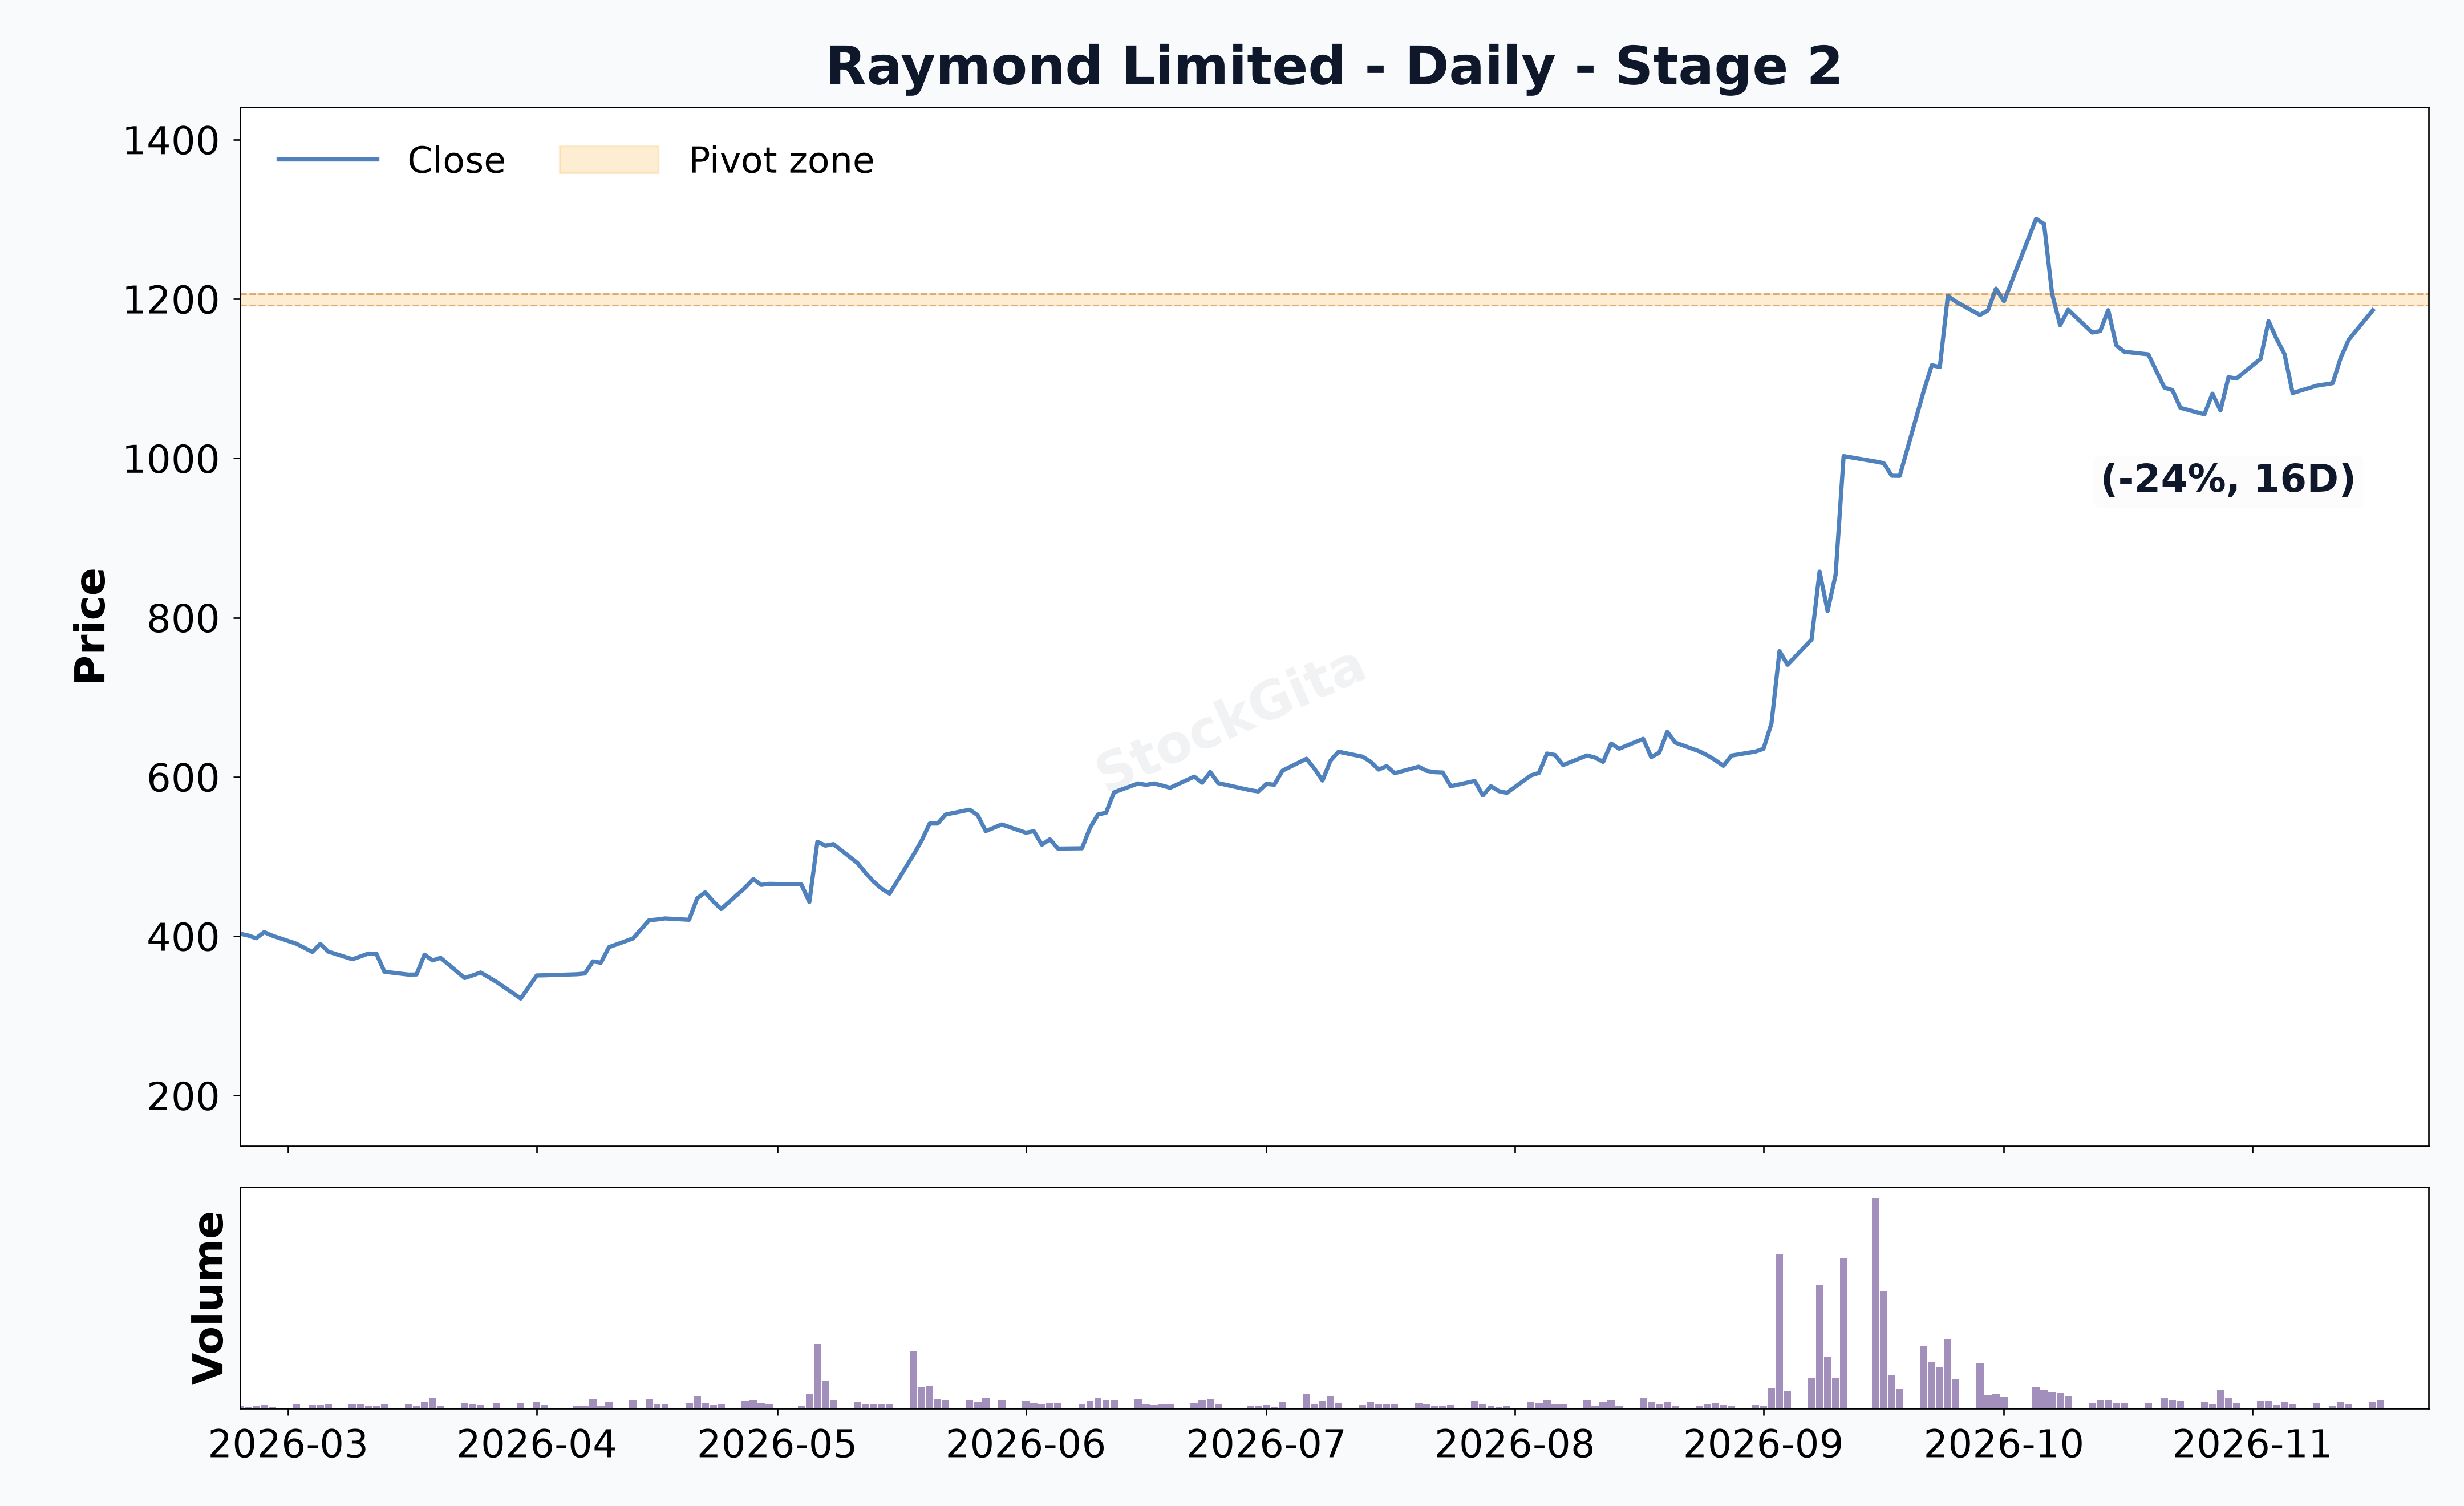 Raymond Limited - Daily - Stage 2
1400
Close
Pivot zone
1200
1000
(-24%, 16D)
800
Price
StockGita
600
400
200
Volume
2026-03
2026-04
2026-05
2026-06
2026-07
2026-08
2026-09
2026-10
2026-11